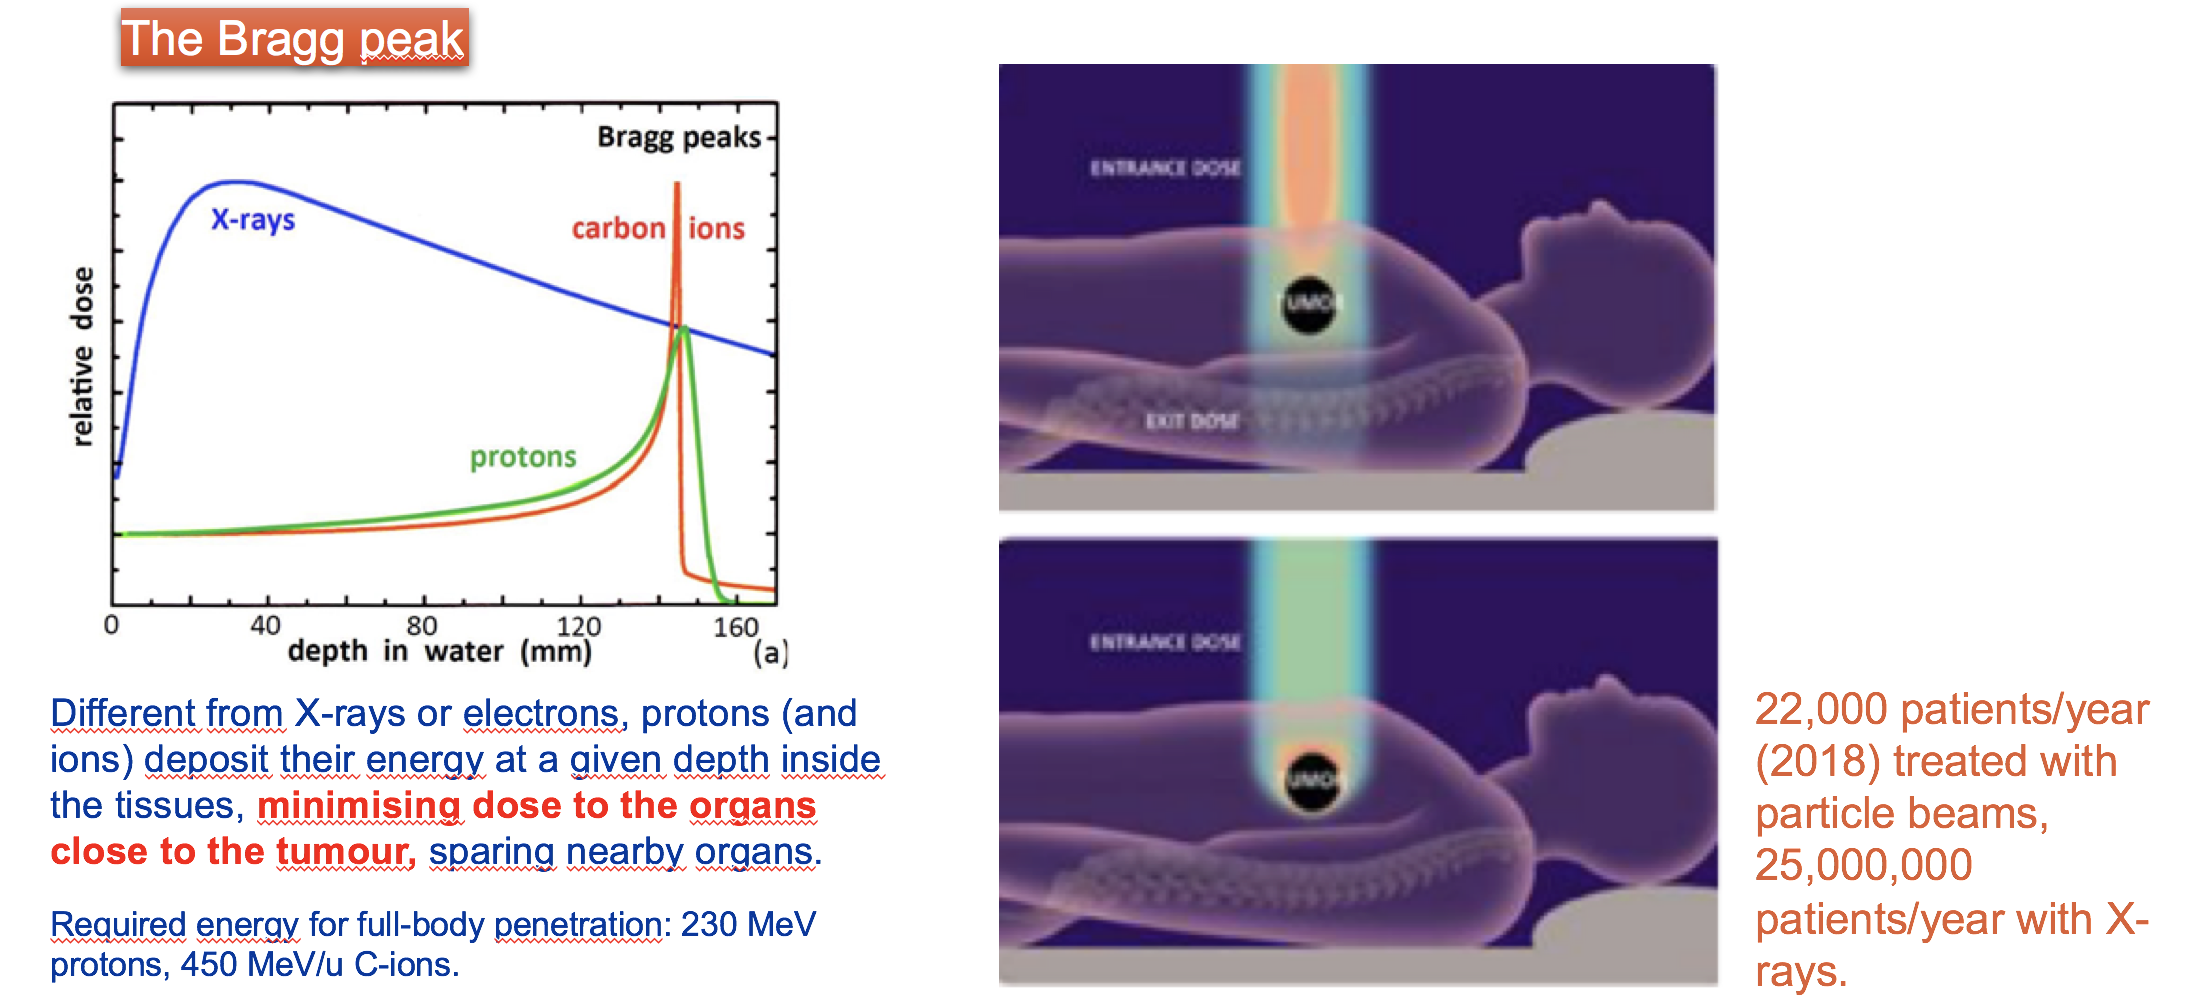 The Bragg peak
Bragg peaks
X-rays
carbon ions
protons
relative dose
0 40 80 120 160
depth in water (mm) (a)
ENTRANCE DOSE
UMO
EXIT DOSE
ENTRANCE DOSE
UMO
Different from X-rays or electrons, protons (and
ions) deposit their energy at a given depth inside
the tissues, minimising dose to the organs
close to the tumour, sparing nearby organs.
Required energy for full-body penetration: 230 MeV
protons, 450 MeV/u C-ions.
22,000 patients/year
(2018) treated with
particle beams,
25,000,000
patients/year with X-
rays.